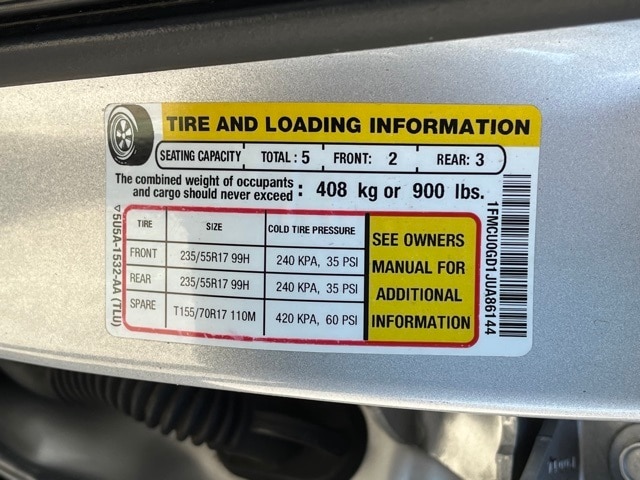 TIRE AND LOADING INFORMATION
SEATING CAPACITY TOTAL : 5 FRONT: 2 REAR: 3
The combined weight of occupants
and cargo should never exceed : 408 kg or 900 lbs.
TIRE SIZE COLD TIRE PRESSURE
FRONT 235/55R17 99H 240 KPA, 35 PSI
REAR 235/55R17 99H 240 KPA, 35 PSI
SPARE T155/70R17 110M 420 KPA, 60 PSI
SEE OWNERS
MANUAL FOR
ADDITIONAL
INFORMATION
5U5A-1532-AA (TLU)
1FMCU0GD1JUA86144